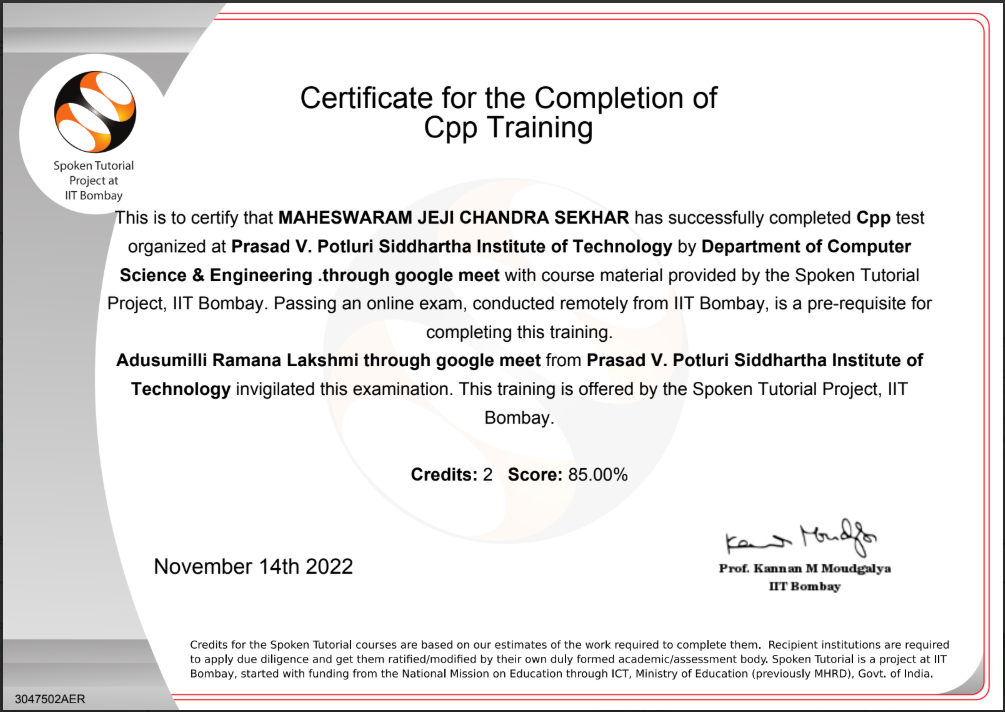 Certificate for the Completion of
Cpp Training
Spoken Tutorial
Project at
IIT Bombay
This is to certify that MAHESWARAM JEJI CHANDRA SEKHAR has successfully completed Cpp test
organized at Prasad V. Potluri Siddhartha Institute of Technology by Department of Computer
Science & Engineering .through google meet with course material provided by the Spoken Tutorial
Project, IIT Bombay. Passing an online exam, conducted remotely from IIT Bombay, is a pre-requisite for
completing this training.
Adusumilli Ramana Lakshmi through google meet from Prasad V. Potluri Siddhartha Institute of
Technology invigilated this examination. This training is offered by the Spoken Tutorial Project, IIT
Bombay.
Credits: 2 Score: 85.00%
November 14th 2022
Prof. Kannan M Moudgalya
IIT Bombay
Credits for the Spoken Tutorial courses are based on our estimates of the work required to complete them. Recipient institutions are required
to apply due diligence and get them ratified/modified by their own duly formed academic/assessment body. Spoken Tutorial is a project at IIT
Bombay, started with funding from the National Mission on Education through ICT, Ministry of Education (previously MHRD), Govt. of India.
3047502AER